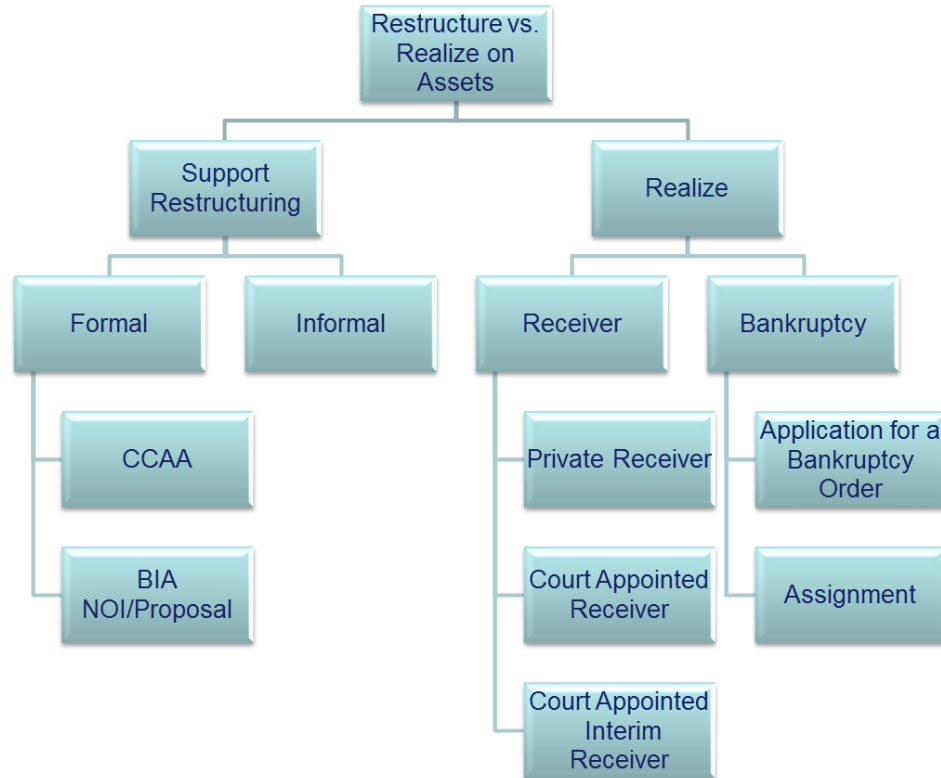 Restructure vs.
Realize on
Assets
Support
Restructuring
Realize
Formal
Informal
Receiver
Bankruptcy
CCAA
Private Receiver
Application for a
Bankruptcy
Order
BIA
NOI/Proposal
Court Appointed
Receiver
Assignment
Court Appointed
Interim
Receiver